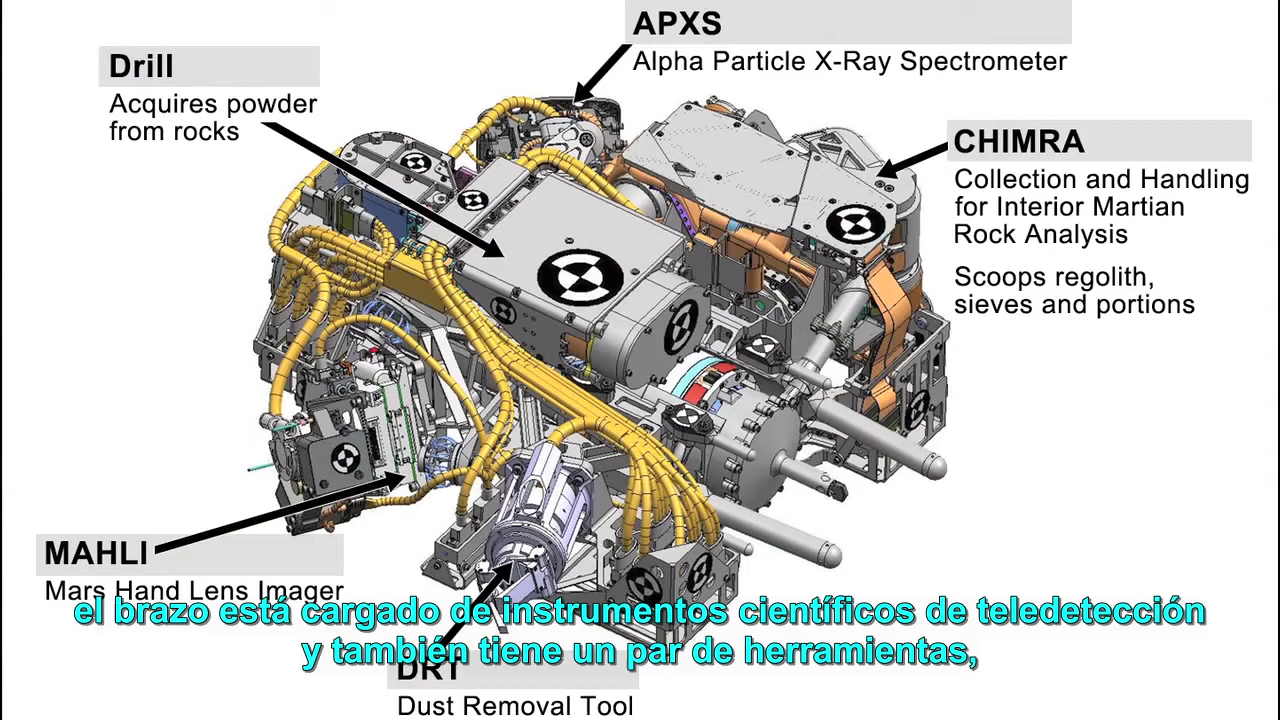 APXS
Alpha Particle X-Ray Spectrometer
Drill
Acquires powder
from rocks
CHIMRA
Collection and Handling
for Interior Martian
Rock Analysis
Scoops regolith,
sieves and portions
MAHLI
Mars Hand Lens Imager
el brazo está cargado de instrumentos científicos de teledetección
y también tiene un par de herramientas,
DRT
Dust Removal Tool